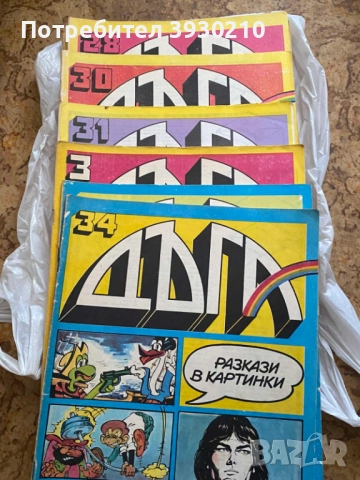 Потребител 3930210
28
30
31
3
34
ДЪГА
РАЗКАЗИ
В КАРТИНКИ
BAZAR